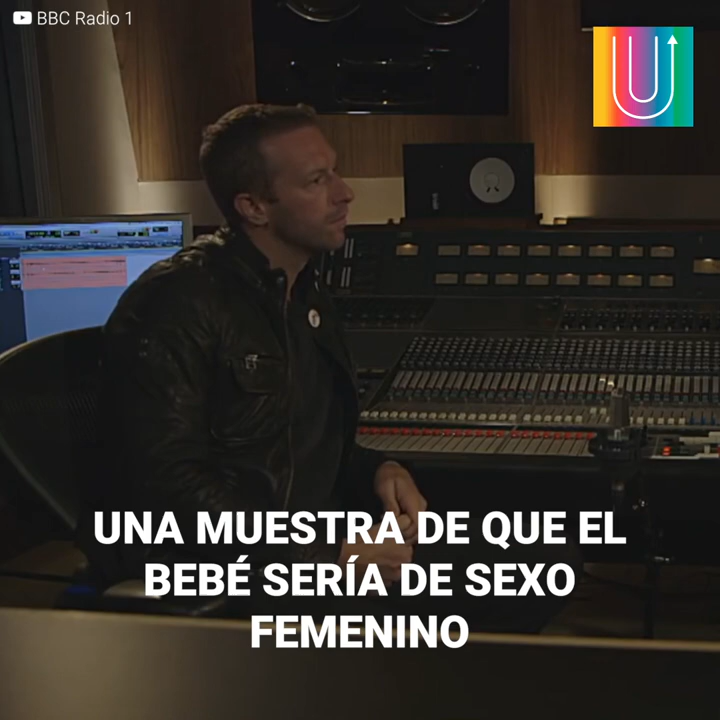 BBC Radio 1
U
UNA MUESTRA DE QUE EL
BEBÉ SERÍA DE SEXO
FEMENINO